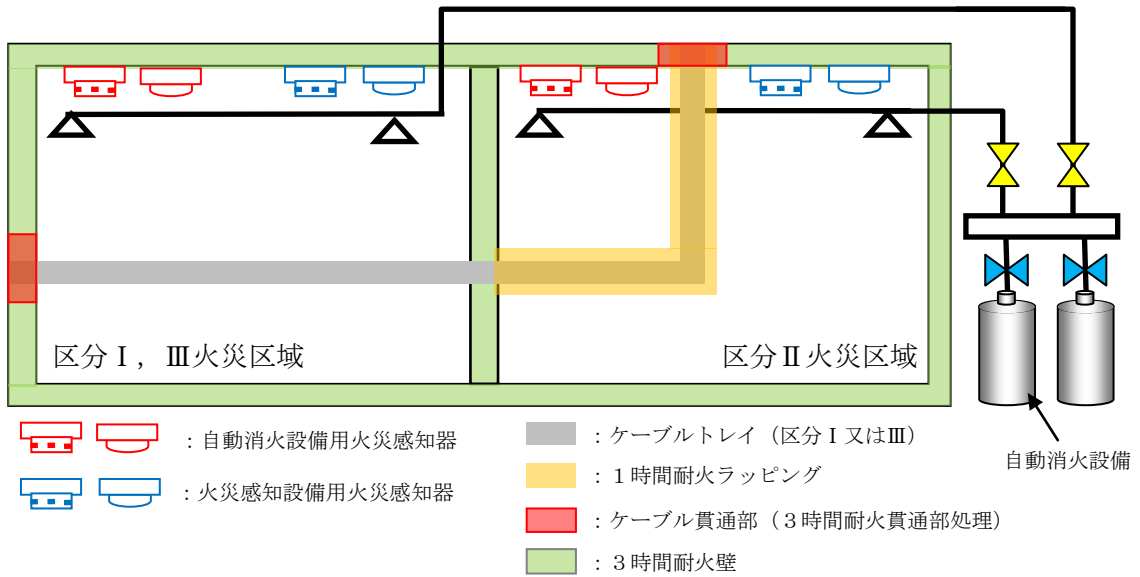 区分Ⅰ，Ⅲ火災区域
区分Ⅱ火災区域
：自動消火設備用火災感知器
：火災感知設備用火災感知器
：ケーブルトレイ（区分Ⅰ又はⅢ）
：１時間耐火ラッピング
：ケーブル貫通部（３時間耐火貫通部処理）
：３時間耐火壁
自動消火設備